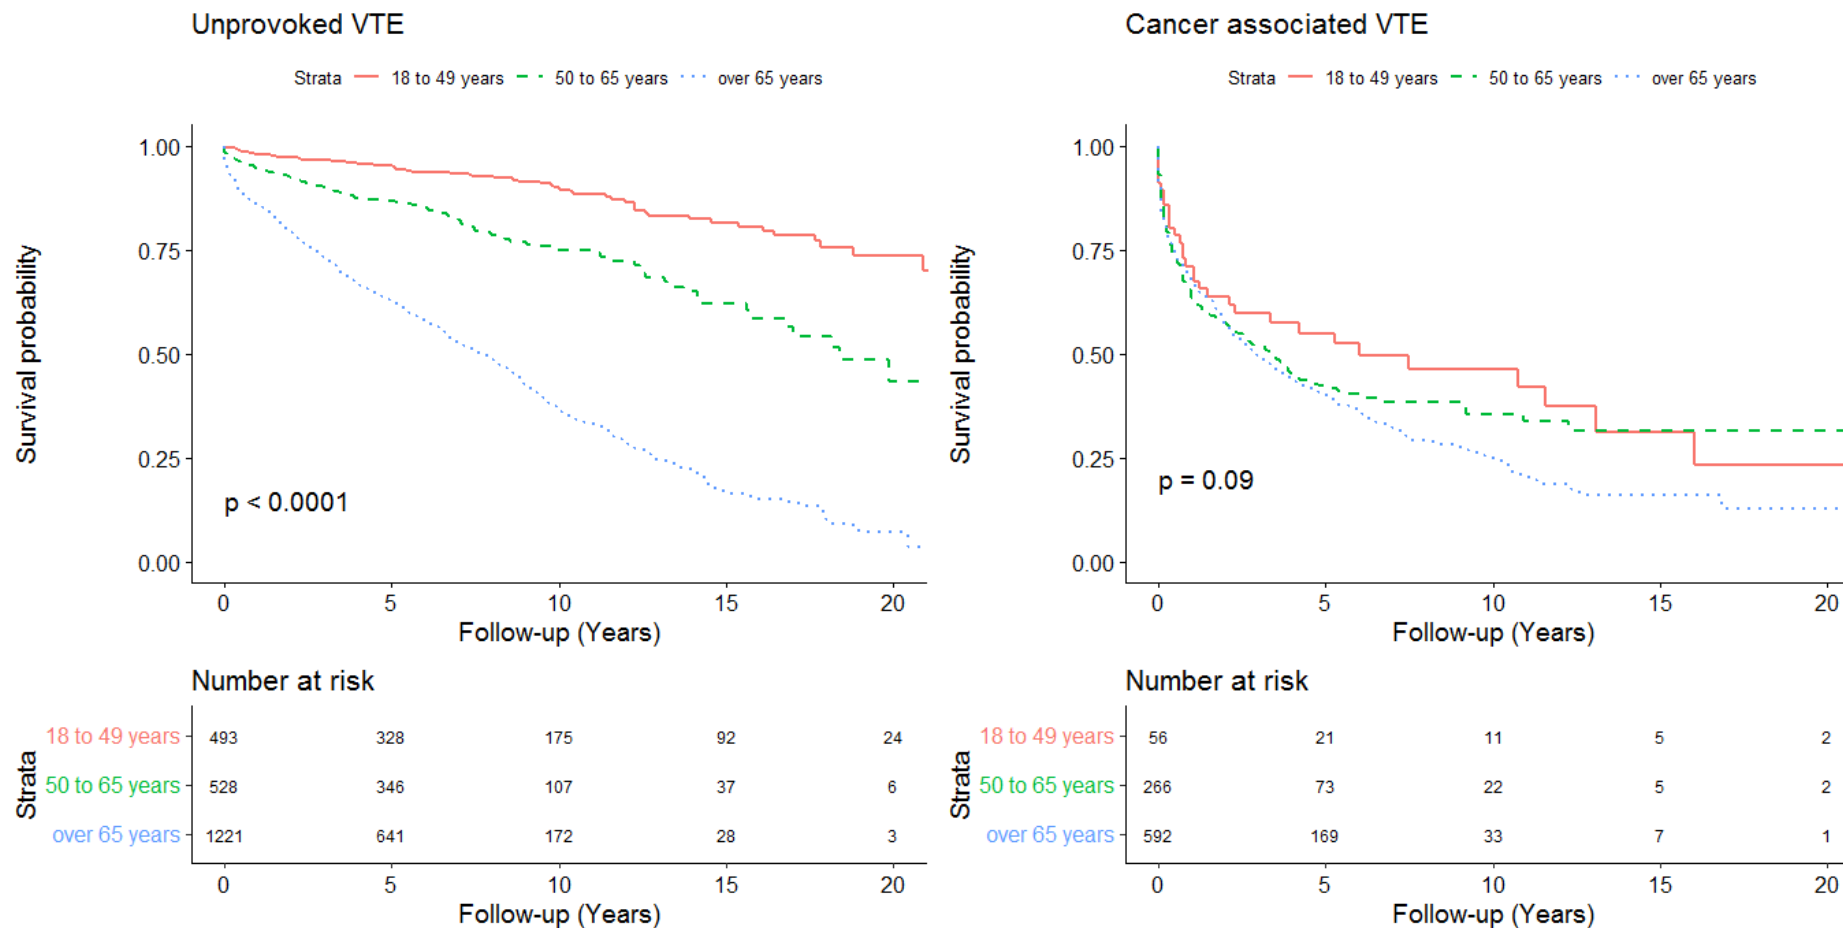 Unprovoked VTE
Strata 18 to 49 years 50 to 65 years over 65 years
Survival probability
1.00
0.75
0.50
0.25
0.00
p < 0.0001
0 5 10 15 20
Follow-up (Years)
Number at risk
Strata
18 to 49 years 493 328 175 92 24
50 to 65 years 528 346 107 37 6
over 65 years 1221 641 172 28 3
0 5 10 15 20
Follow-up (Years)
Cancer associated VTE
Strata 18 to 49 years 50 to 65 years over 65 years
Survival probability
1.00
0.75
0.50
0.25
0.00
p = 0.09
0 5 10 15 20
Follow-up (Years)
Number at risk
Strata
18 to 49 years 56 21 11 5 2
50 to 65 years 266 73 22 5 2
over 65 years 592 169 33 7 1
0 5 10 15 20
Follow-up (Years)